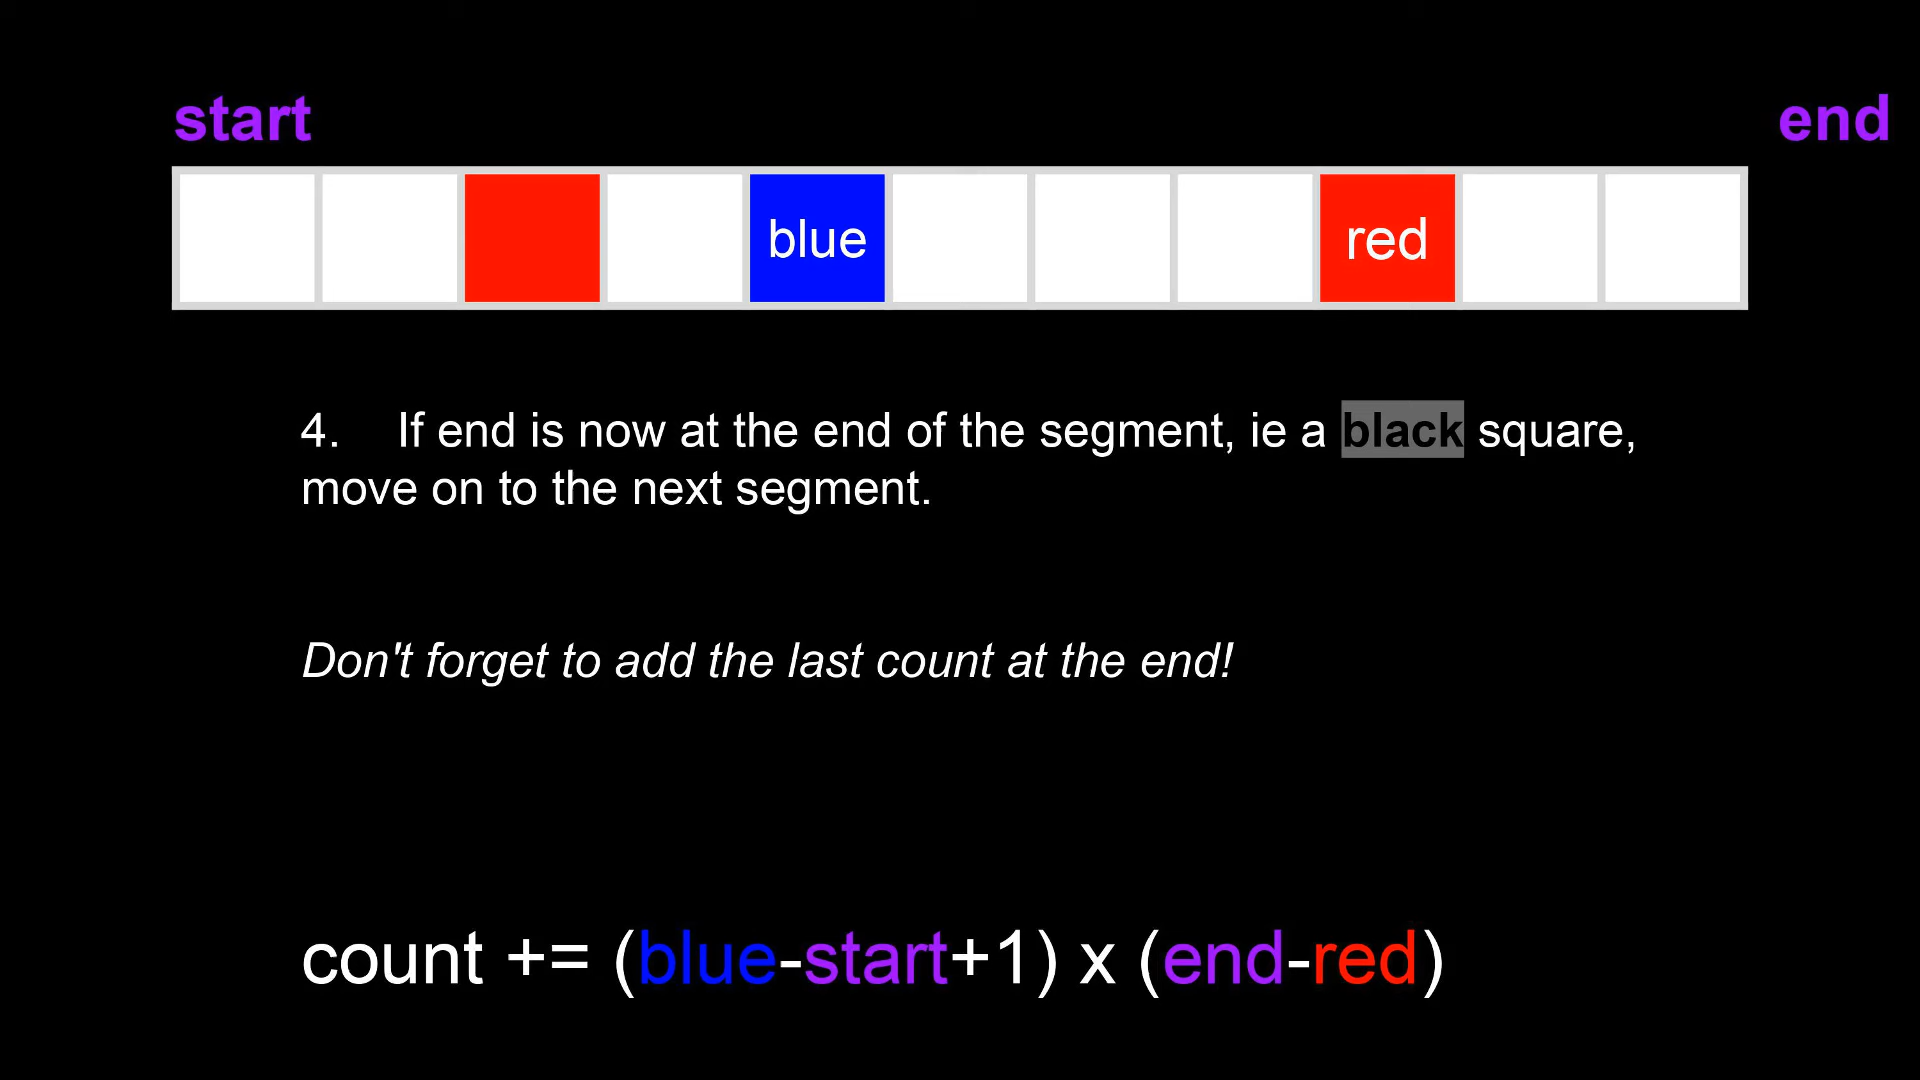 start end
blue red
4. If end is now at the end of the segment, ie a black square,
move on to the next segment.
Don't forget to add the last count at the end!
count += (blue-start+1) x (end-red)